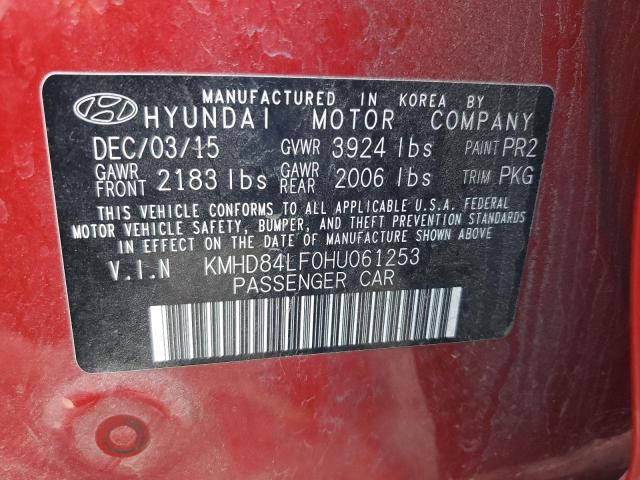 MANUFACTURED IN KOREA BY
HYUNDAI MOTOR COMPANY
DEC/03/15 GVWR 3924 lbs PAINT PR2
GAWR FRONT 2183 lbs GAWR REAR 2006 lbs TRIM PKG
THIS VEHICLE CONFORMS TO ALL APPLICABLE U.S.A. FEDERAL
MOTOR VEHICLE SAFETY, BUMPER, AND THEFT PREVENTION STANDARDS
IN EFFECT ON THE DATE OF MANUFACTURE SHOWN ABOVE.
V.I.N KMHD84LF0HU061253
PASSENGER CAR